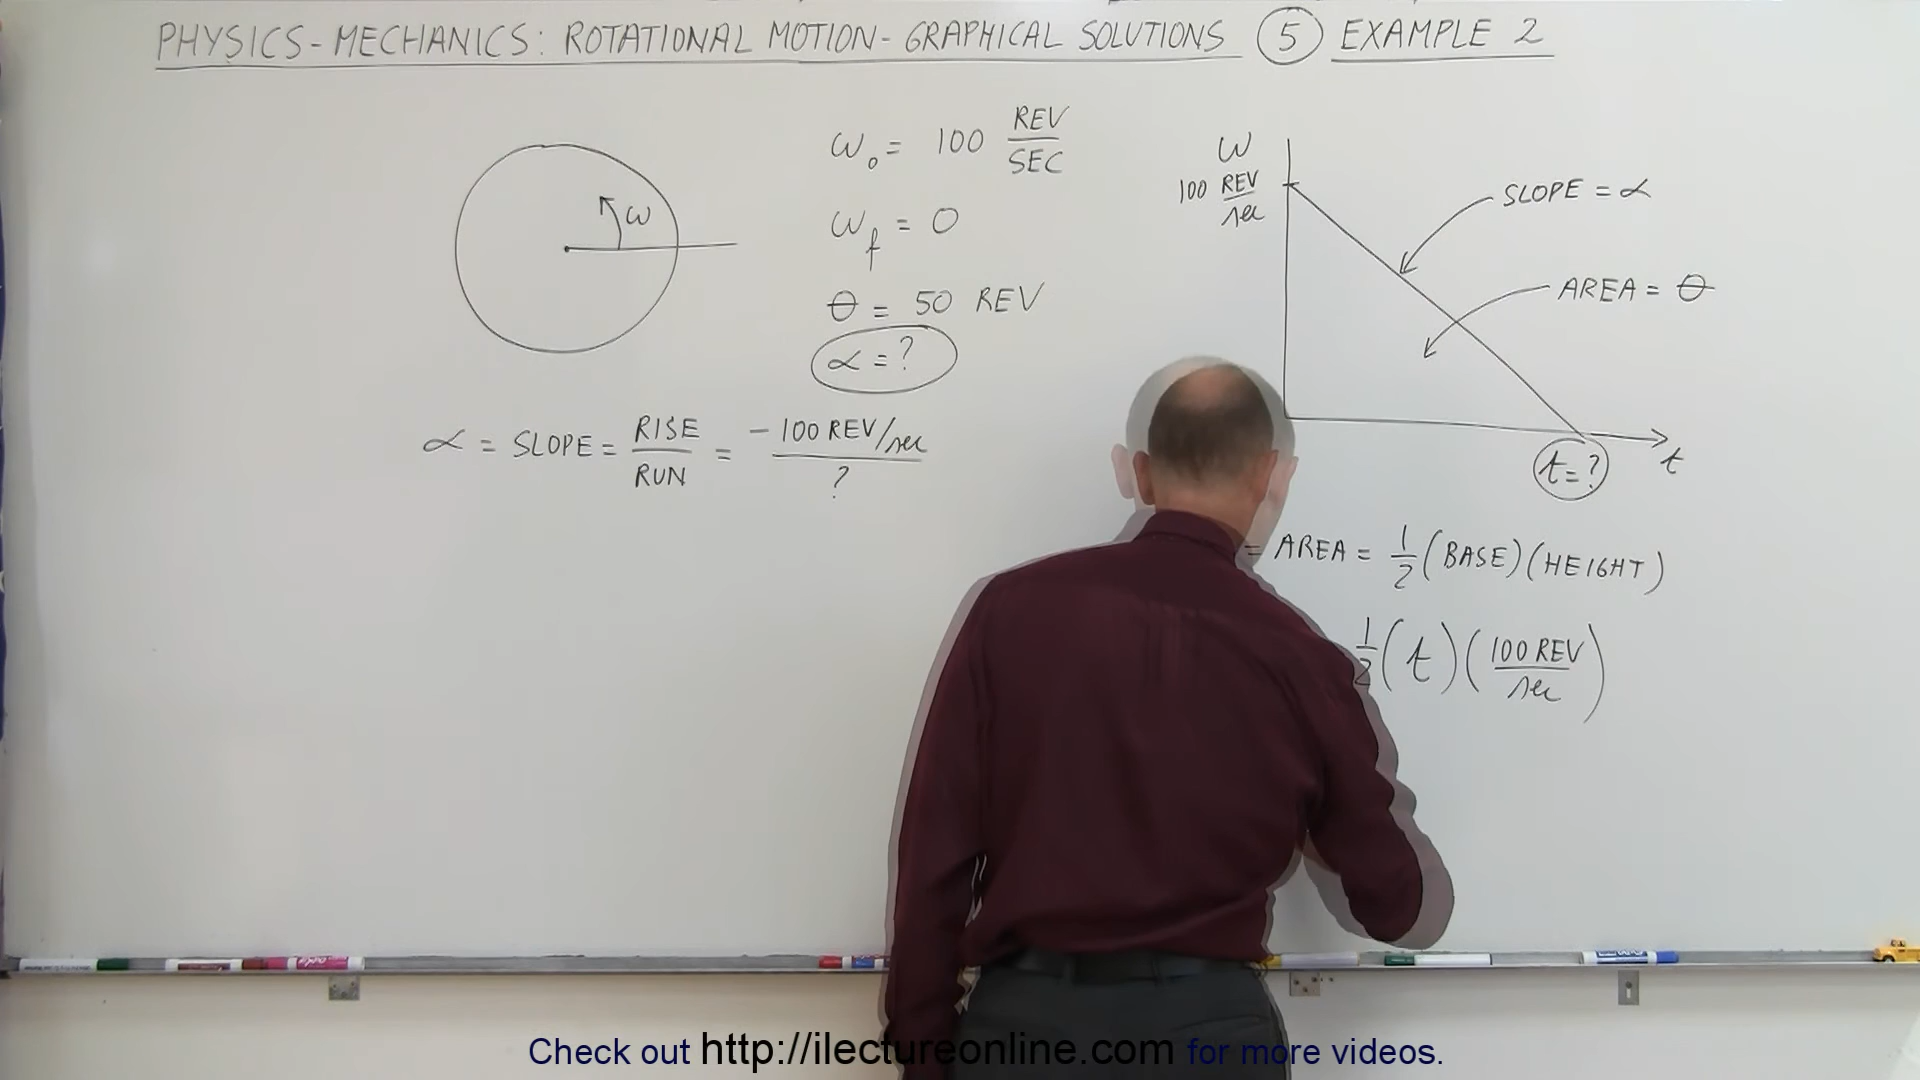 PHYSICS-MECHANICS: ROTATIONAL MOTION-GRAPHICAL SOLUTIONS 5 EXAMPLE 2
ω
ω₀ = 100 REV/SEC
ω_f = 0
θ = 50 REV
α = ?
α = SLOPE = RISE/RUN = -100 REV/sec / ?
ω
100 REV/sec
SLOPE = α
AREA = θ
t = ?
t
= AREA = 1/2 (BASE)(HEIGHT)
1/2 (t)(100 REV/sec)
Check out http://ilectureonline.com for more videos.